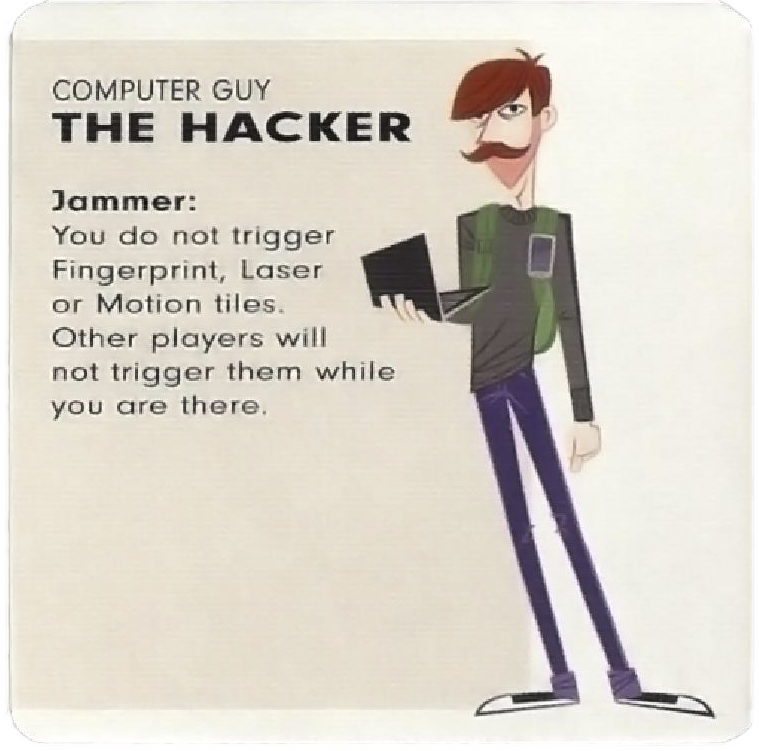 COMPUTER GUY
THE HACKER
Jammer:
You do not trigger
Fingerprint, Laser
or Motion tiles.
Other players will
not trigger them while
you are there.